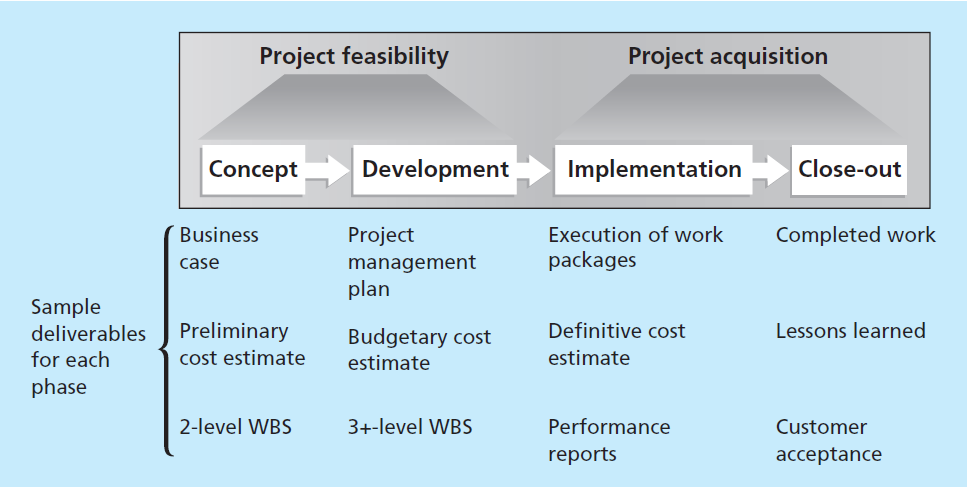 Project feasibility
Project acquisition
Concept
Development
Implementation
Close-out
Sample
deliverables
for each
phase
Business
case
Project
management
plan
Execution of work
packages
Completed work
Preliminary
cost estimate
Budgetary cost
estimate
Definitive cost
estimate
Lessons learned
2-level WBS
3+-level WBS
Performance
reports
Customer
acceptance